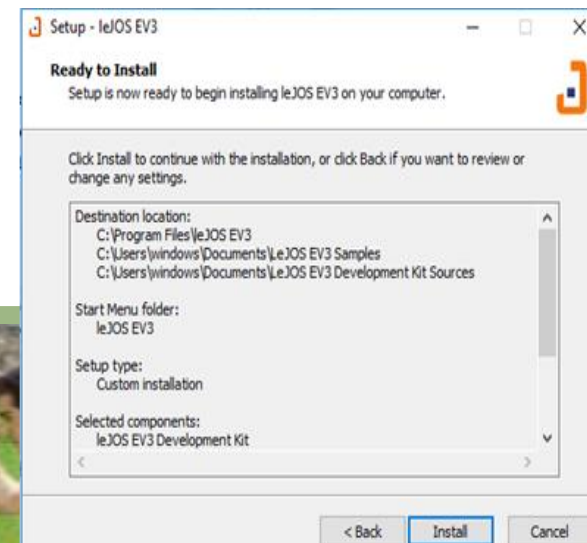 Setup - leJOS EV3
Ready to Install
Setup is now ready to begin installing leJOS EV3 on your computer.
Click Install to continue with the installation, or click Back if you want to review or
change any settings.
Destination location:
C:\Program Files\leJOS EV3
C:\Users\windows\Documents\LeJOS EV3 Samples
C:\Users\windows\Documents\LeJOS EV3 Development Kit Sources
Start Menu folder:
leJOS EV3
Setup type:
Custom installation
Selected components:
leJOS EV3 Development Kit
< Back Install Cancel